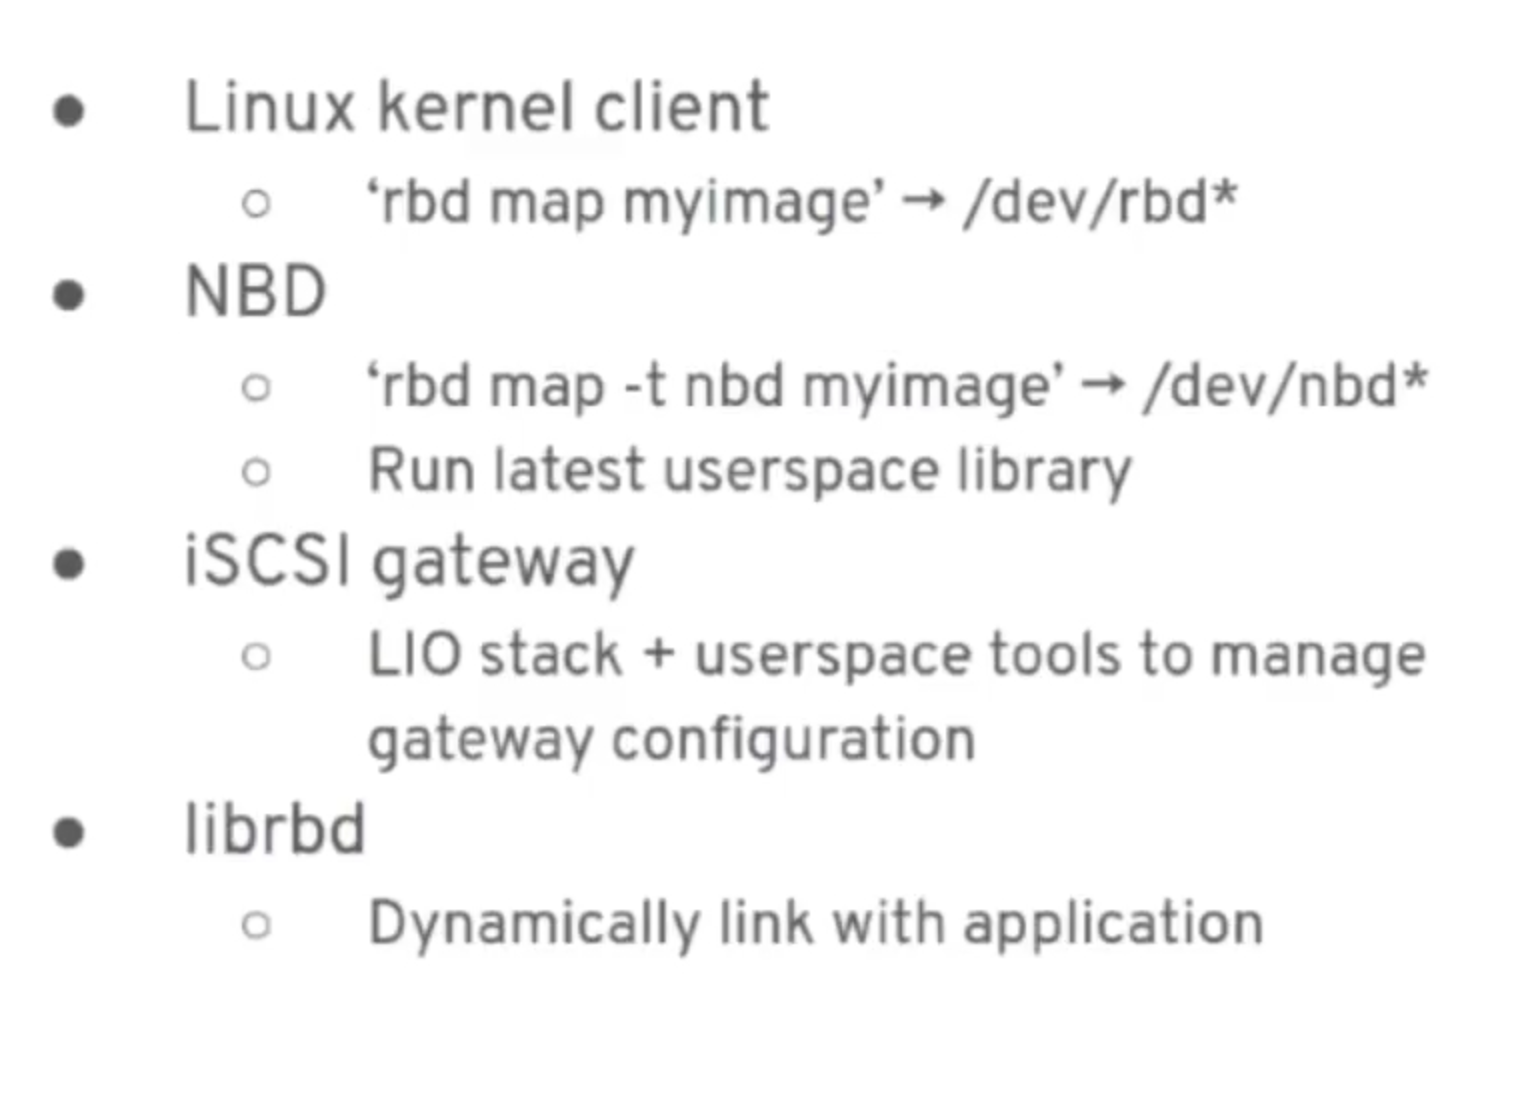 ● Linux kernel client
○ ‘rbd map myimage’ → /dev/rbd*
● NBD
○ ‘rbd map -t nbd myimage’ → /dev/nbd*
○ Run latest userspace library
● iSCSI gateway
○ LIO stack + userspace tools to manage
gateway configuration
● librbd
○ Dynamically link with application